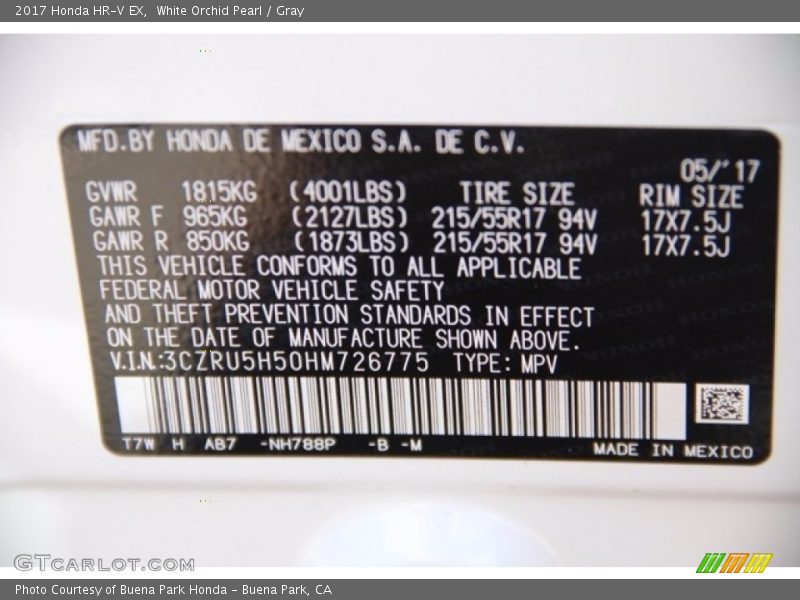 2017 Honda HR-V EX, White Orchid Pearl / Gray
MFD.BY HONDA DE MEXICO S.A. DE C.V.
05/'17
GVWR 1815KG (4001LBS) TIRE SIZE RIM SIZE
GAWR F 965KG (2127LBS) 215/55R17 94V 17X7.5J
GAWR R 850KG (1873LBS) 215/55R17 94V 17X7.5J
THIS VEHICLE CONFORMS TO ALL APPLICABLE
FEDERAL MOTOR VEHICLE SAFETY
AND THEFT PREVENTION STANDARDS IN EFFECT
ON THE DATE OF MANUFACTURE SHOWN ABOVE.
V.I.N.:3CZRU5H50HM726775 TYPE: MPV
T7W H AB7 -NH788P -B -M MADE IN MEXICO
GTCARLOT.COM
Photo Courtesy of Buena Park Honda - Buena Park, CA